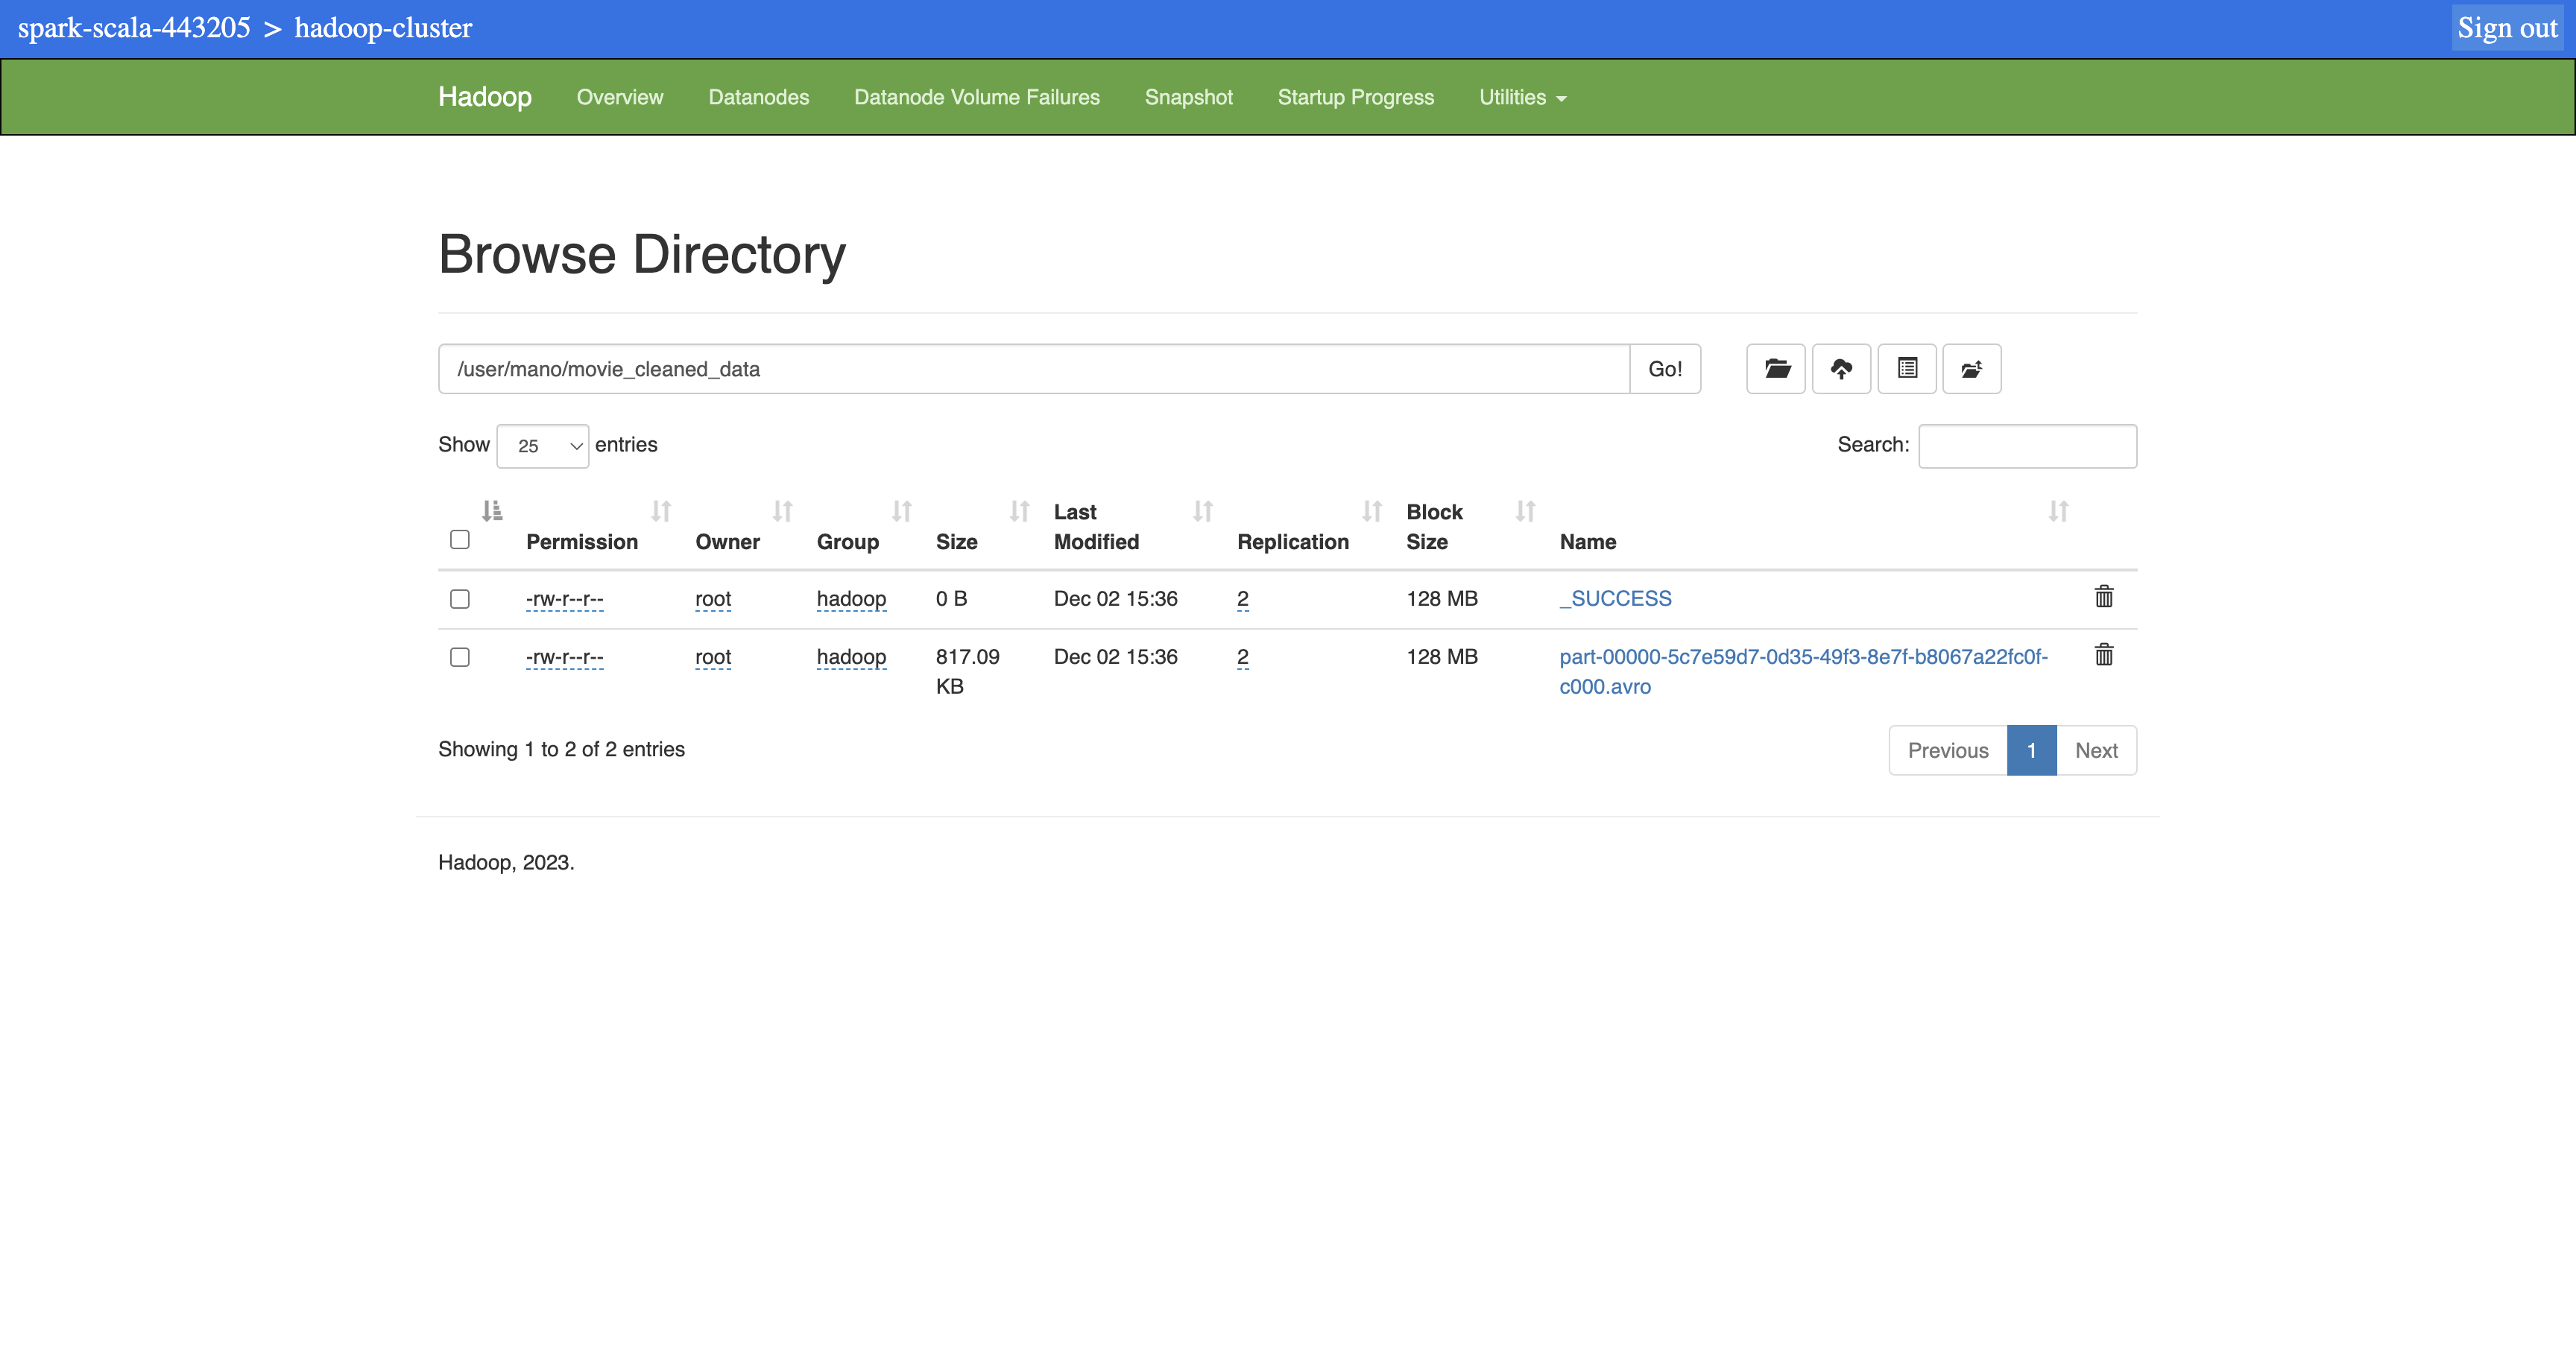 spark-scala-443205 > hadoop-cluster Sign out
Hadoop Overview Datanodes Datanode Volume Failures Snapshot Startup Progress Utilities
Browse Directory
/user/mano/movie_cleaned_data Go!
Show 25 entries Search:
Permission Owner Group Size Last Modified Replication Block Size Name
-rw-r--r-- root hadoop 0 B Dec 02 15:36 2 128 MB _SUCCESS
-rw-r--r-- root hadoop 817.09 Dec 02 15:36 2 128 MB part-00000-5c7e59d7-0d35-49f3-8e7f-b8067a22fc0f-
KB c000.avro
Showing 1 to 2 of 2 entries Previous 1 Next
Hadoop, 2023.